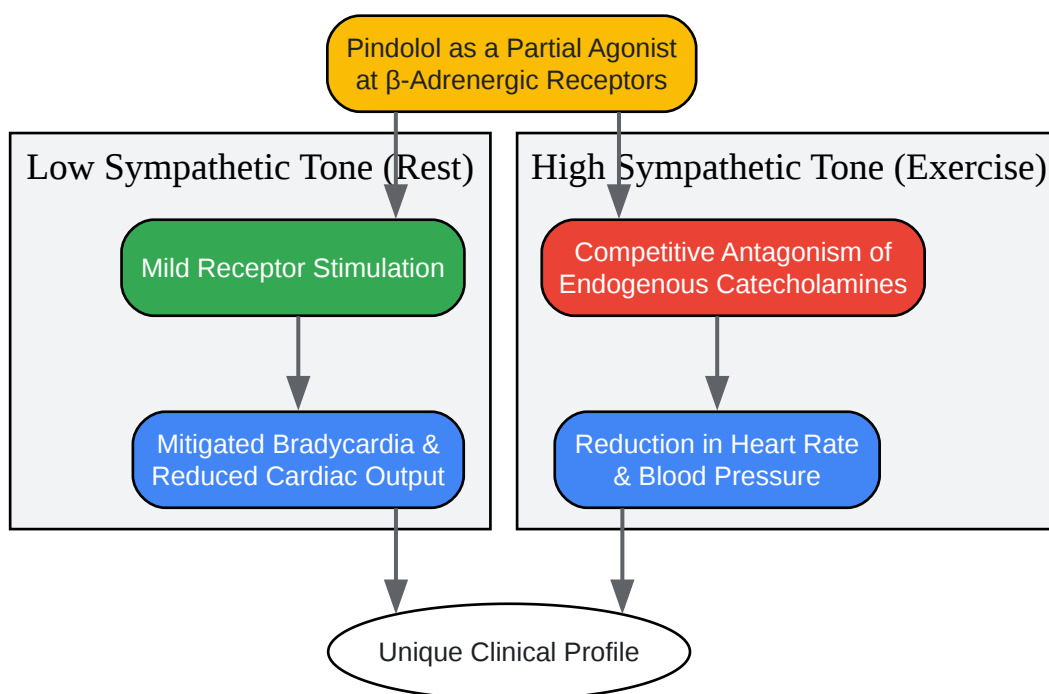 Pindolol as a Partial Agonist
at β-Adrenergic Receptors
Low Sympathetic Tone (Rest)
High Sympathetic Tone (Exercise)
Mild Receptor Stimulation
Competitive Antagonism of
Endogenous Catecholamines
Mitigated Bradycardia &
Reduced Cardiac Output
Reduction in Heart Rate
& Blood Pressure
Unique Clinical Profile